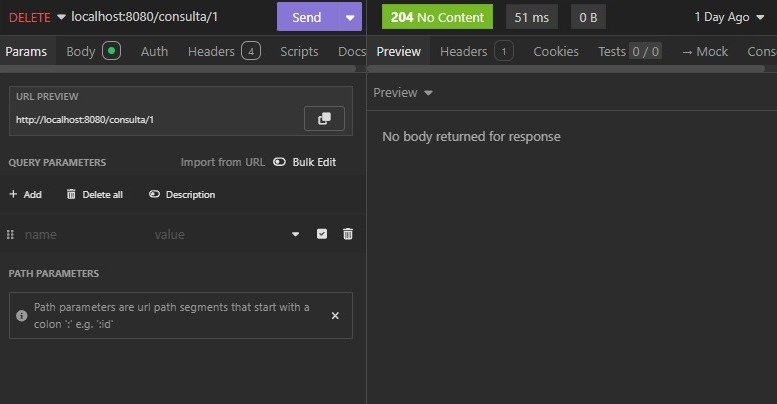 DELETE localhost:8080/consulta/1 Send 204 No Content 51 ms 0 B 1 Day Ago
Params Body Auth Headers 4 Scripts Docs Preview Headers 1 Cookies Tests 0 / 0 → Mock Cons
URL PREVIEW
http://localhost:8080/consulta/1
Preview
No body returned for response
QUERY PARAMETERS Import from URL Bulk Edit
+ Add Delete all Description
name value
PATH PARAMETERS
Path parameters are url path segments that start with a
colon ':' e.g. ':id'